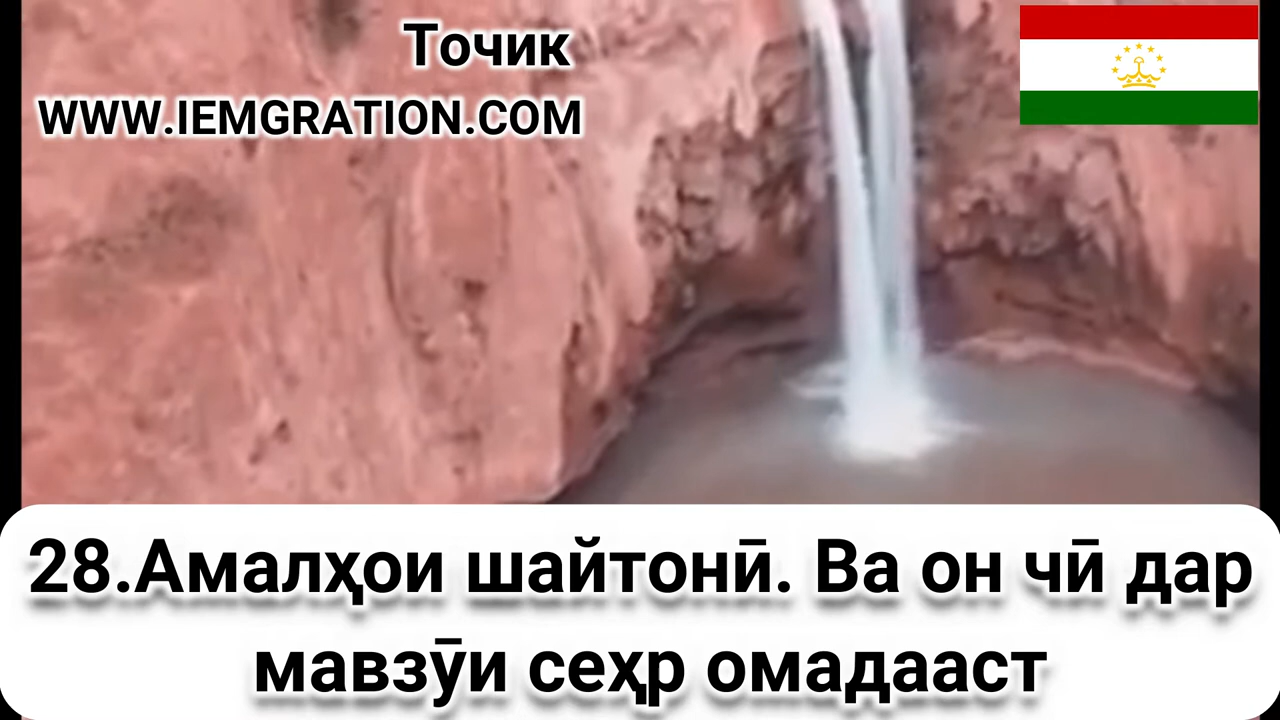 Точик
WWW.IEMGRATION.COM
28.Амалҳои шайтонӣ. Ва он чӣ дар
мавзӯи сеҳр омадааст